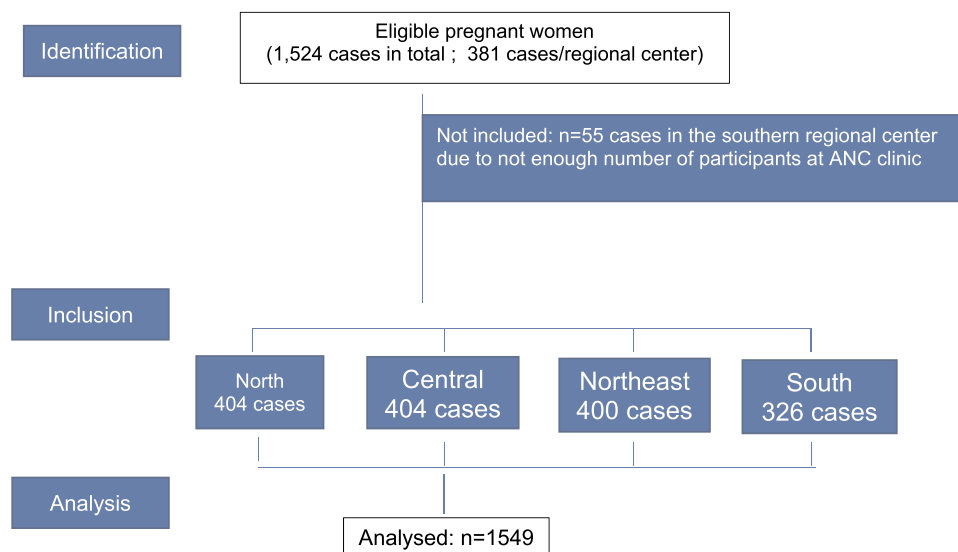 Identification
Eligible pregnant women
(1,524 cases in total ; 381 cases/regional center)
Not included: n=55 cases in the southern regional center
due to not enough number of participants at ANC clinic
Inclusion
North
404 cases
Central
404 cases
Northeast
400 cases
South
326 cases
Analysis
Analysed: n=1549